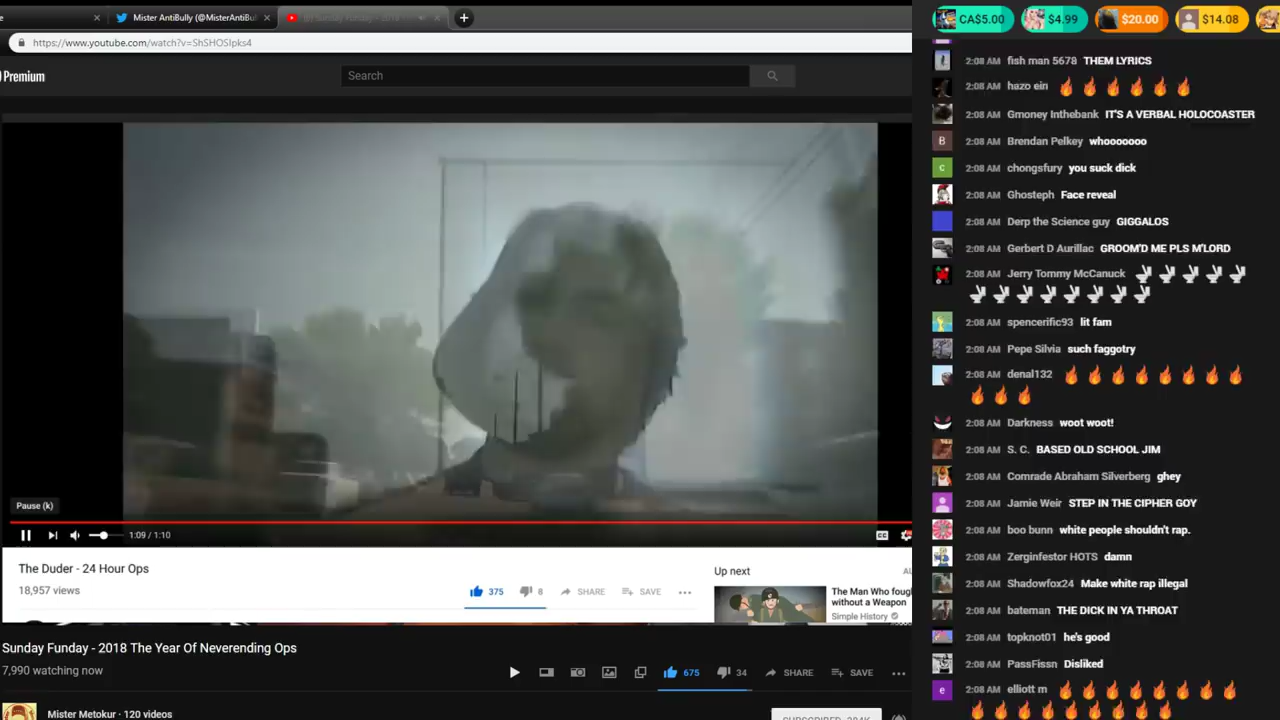 e
Mister AntiBully (@MisterAntiBu
Sunday Funday - 2018
https://www.youtube.com/watch?v=ShSHOSIpks4
Premium
Search
Pause (k)
1:09 / 1:10
CC
The Duder - 24 Hour Ops
18,957 views
375
8
SHARE
SAVE
Up next
AU
The Man Who foug
without a Weapon
Simple History
Sunday Funday - 2018 The Year Of Neverending Ops
7,990 watching now
675
34
SHARE
SAVE
Mister Metokur · 120 videos
CA$5.00
$4.99
$20.00
$14.08
2:08 AM fish man 5678 THEM LYRICS
2:08 AM hazo ein 🔥🔥🔥🔥🔥🔥
2:08 AM Gmoney Inthebank IT'S A VERBAL HOLOCOASTER
B 2:08 AM Brendan Pelkey whooooooo
c 2:08 AM chongsfury you suck dick
2:08 AM Ghosteph Face reveal
2:08 AM Derp the Science guy GIGGALOS
2:08 AM Gerbert D Aurillac GROOM'D ME PLS M'LORD
2:08 AM Jerry Tommy McCanuck 🚽🚽🚽🚽🚽
🚽🚽🚽🚽🚽🚽🚽🚽
2:08 AM spencerific93 lit fam
2:08 AM Pepe Silvia such faggotry
2:08 AM denal132 🔥🔥🔥🔥🔥🔥🔥🔥
🔥🔥🔥
2:08 AM Darkness woot woot!
2:08 AM S. C. BASED OLD SCHOOL JIM
2:08 AM Comrade Abraham Silverberg ghey
2:08 AM Jamie Weir STEP IN THE CIPHER GOY
2:08 AM boo bunn white people shouldn't rap.
2:08 AM Zerginfestor HOTS damn
2:08 AM Shadowfox24 Make white rap illegal
2:08 AM bateman THE DICK IN YA THROAT
2:08 AM topknot01 he's good
2:08 AM PassFissn Disliked
e 2:08 AM elliott m 🔥🔥🔥🔥🔥🔥🔥🔥
🔥🔥🔥🔥🔥🔥🔥🔥🔥